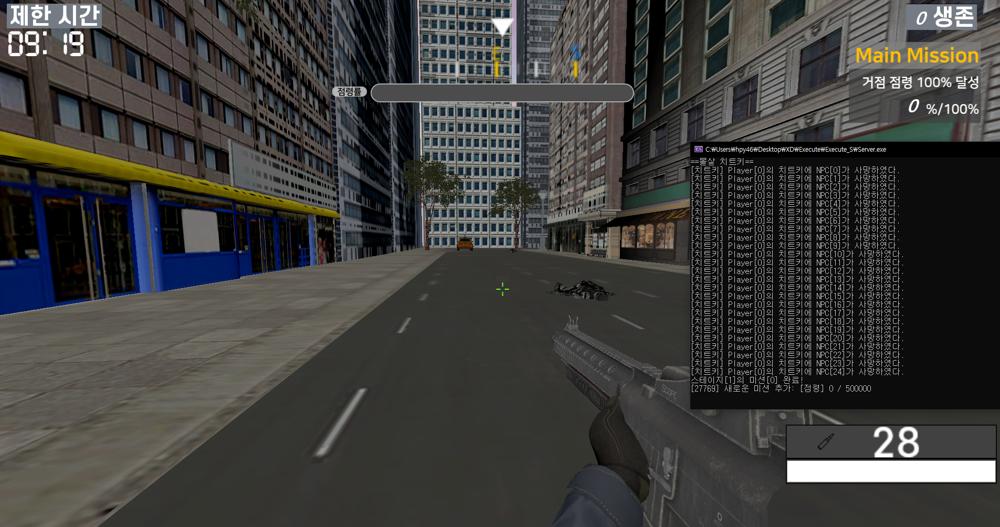 제한 시간
09:19
E
S
점령률
0 생존
Main Mission
거점 점령 100% 달성
0 %/100%
C:₩Users₩hpy46₩Desktop₩XD₩Execute₩Execute_S₩Server.exe
==몰살 치트키==
[치트키] Player[0]의 치트키에 NPC[0]가 사망하였다.
[치트키] Player[0]의 치트키에 NPC[1]가 사망하였다.
[치트키] Player[0]의 치트키에 NPC[2]가 사망하였다.
[치트키] Player[0]의 치트키에 NPC[3]가 사망하였다.
[치트키] Player[0]의 치트키에 NPC[4]가 사망하였다.
[치트키] Player[0]의 치트키에 NPC[5]가 사망하였다.
[치트키] Player[0]의 치트키에 NPC[6]가 사망하였다.
[치트키] Player[0]의 치트키에 NPC[7]가 사망하였다.
[치트키] Player[0]의 치트키에 NPC[8]가 사망하였다.
[치트키] Player[0]의 치트키에 NPC[9]가 사망하였다.
[치트키] Player[0]의 치트키에 NPC[10]가 사망하였다.
[치트키] Player[0]의 치트키에 NPC[11]가 사망하였다.
[치트키] Player[0]의 치트키에 NPC[12]가 사망하였다.
[치트키] Player[0]의 치트키에 NPC[13]가 사망하였다.
[치트키] Player[0]의 치트키에 NPC[14]가 사망하였다.
[치트키] Player[0]의 치트키에 NPC[15]가 사망하였다.
[치트키] Player[0]의 치트키에 NPC[16]가 사망하였다.
[치트키] Player[0]의 치트키에 NPC[17]가 사망하였다.
[치트키] Player[0]의 치트키에 NPC[18]가 사망하였다.
[치트키] Player[0]의 치트키에 NPC[19]가 사망하였다.
[치트키] Player[0]의 치트키에 NPC[20]가 사망하였다.
[치트키] Player[0]의 치트키에 NPC[21]가 사망하였다.
[치트키] Player[0]의 치트키에 NPC[22]가 사망하였다.
[치트키] Player[0]의 치트키에 NPC[23]가 사망하였다.
[치트키] Player[0]의 치트키에 NPC[24]가 사망하였다.
스테이지[1]의 미션[0] 완료!
[27769] 새로운 미션 추가: [점령] 0 / 500000
28